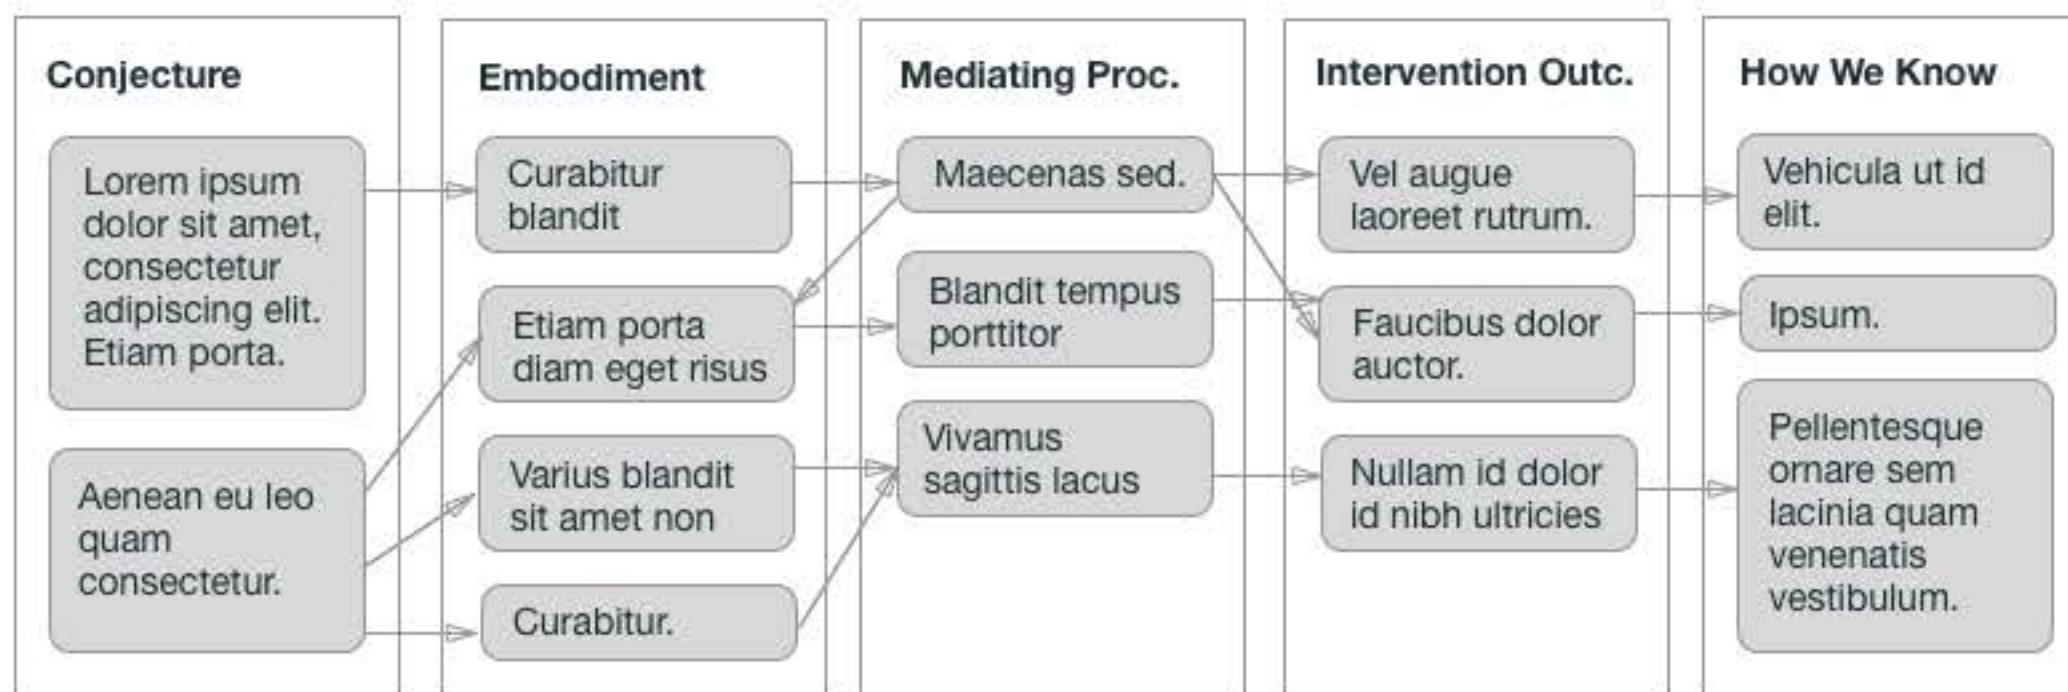 Conjecture
Lorem ipsum
dolor sit amet,
consectetur
adipiscing elit.
Etiam porta.
Aenean eu leo
quam
consectetur.
Embodiment
Curabitur
blandit
Etiam porta
diam eget risus
Varius blandit
sit amet non
Curabitur.
Mediating Proc.
Maecenas sed.
Blandit tempus
porttitor
Vivamus
sagittis lacus
Intervention Outc.
Vel augue
laoreet rutrum.
Faucibus dolor
auctor.
Nullam id dolor
id nibh ultricies
How We Know
Vehicula ut id
elit.
Ipsum.
Pellentesque
ornare sem
lacinia quam
venenatis
vestibulum.